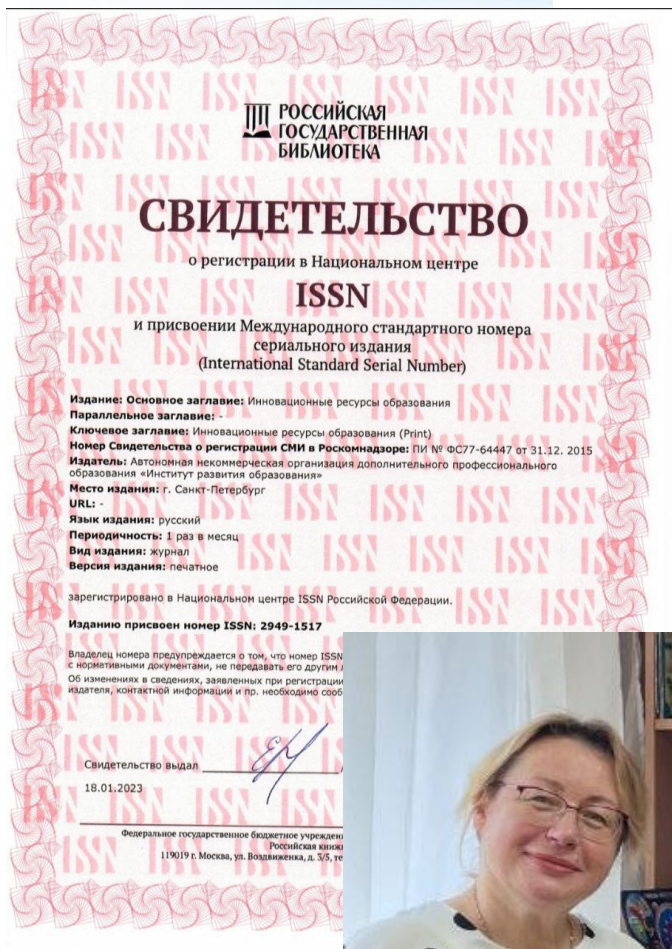 РОССИЙСКАЯ
ГОСУДАРСТВЕННАЯ
БИБЛИОТЕКА
СВИДЕТЕЛЬСТВО
о регистрации в Национальном центре
ISSN
и присвоении Международного стандартного номера
сериального издания
(International Standard Serial Number)
Издание: Основное заглавие: Инновационные ресурсы образования
Параллельное заглавие: -
Ключевое заглавие: Инновационные ресурсы образования (Print)
Номер Свидетельства о регистрации СМИ в Роскомнадзоре: ПИ № ФС77-64447 от 31.12. 2015
Издатель: Автономная некоммерческая организация дополнительного профессионального
образования «Институт развития образования»
Место издания: г. Санкт-Петербург
URL: -
Язык издания: русский
Периодичность: 1 раз в месяц
Вид издания: журнал
Версия издания: печатное
зарегистрировано в Национальном центре ISSN Российской Федерации.
Изданию присвоен номер ISSN: 2949-1517
Владелец номера предупреждается о том, что номер ISSN
с нормативными документами, не передавать его другим
Об изменениях в сведениях, заявленных при регистрации
издателя, контактной информации и пр. необходимо сооб
Свидетельство выдал
18.01.2023
Федеральное государственное бюджетное учрежден
Российская книж
119019 г. Москва, ул. Воздвиженка, д. 3/5, те